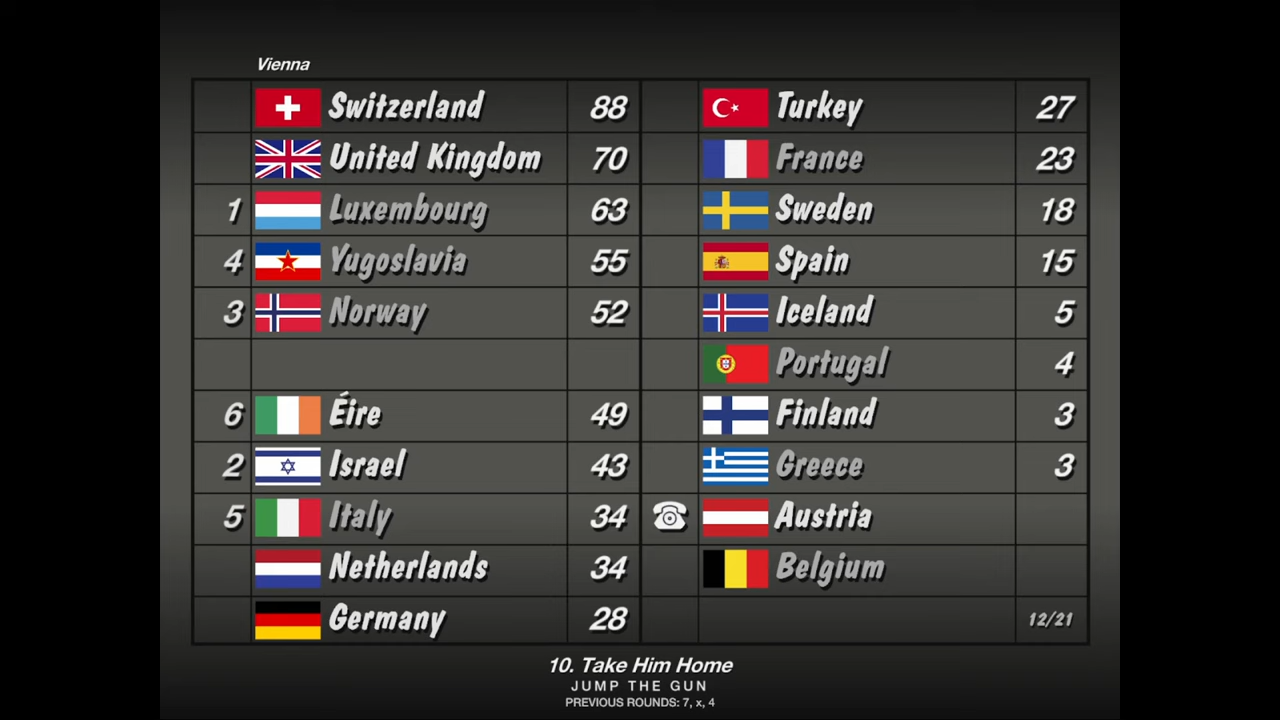 Vienna
Switzerland 88
United Kingdom 70
1 Luxembourg 63
4 Yugoslavia 55
3 Norway 52
6 Éire 49
2 Israel 43
5 Italy 34
Netherlands 34
Germany 28
Turkey 27
France 23
Sweden 18
Spain 15
Iceland 5
Portugal 4
Finland 3
Greece 3
Austria
Belgium
12/21
10. Take Him Home
JUMP THE GUN
PREVIOUS ROUNDS: 7, x, 4